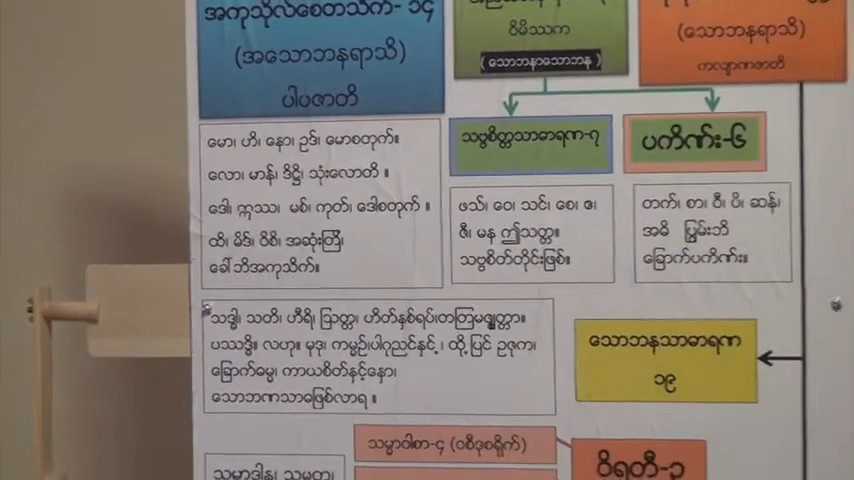 အကုသိုလ်စေတသိက်- ၁၄
(အသောဘနရာသိ)
ပါပဇာတိ
ဝိမိဿက
(သောဘနာသောဘန)
(သောဘနရာသိ)
ကလျာဏဇာတိ
သဗ္ဗစိတ္တသာဓာရဏ-၇
ပကိဏ်း-၆
မော၊ ဟိ၊ နော၊ ဥဒ်၊ မောစတုက်။
လော၊ မာန်၊ ဒိဋ္ဌိ၊ သုံးလောတိ ။
ဒေါ၊ ဣဿ၊ မစ်၊ ကုတ်၊ ဒေါစတုက် ။
ထိ၊ မိဒ်၊ ဝိစိ၊ အဆုံးတြိ၊
ခေါ်ဘိအကုသိက်။
ဖဿ်၊ ဝေ၊ သင်၊ စေ၊ ဧ၊
ဇီ၊ မန ဤသတ္တ။
သဗ္ဗစိတ်တိုင်းဖြစ်။
တက်၊ စာ၊ ဝီ၊ ပီ၊ ဆန်၊
အဓိ ပြွမ်းဘိ
ခြောက်ပကိဏ်း။
သဒ္ဓါ၊ သတိ၊ ဟီရိ၊ ဩတ္တ၊ ဟိတ်နှစ်ရပ်၊တတြမဇ္ဈတ္တာ။
ပဿဒ္ဓိ။ လဟု။ မုဒု၊ ကမ္မဉ်၊ပါဂုညင်နှင့် ၊ ထို့ပြင် ဥဇုက၊
ခြောက်ဓမ္မ၊ ကာယစိတ်နှင့်နော၊
သောဘဏသာဓဖြစ်လာရ ။
သောဘနသာဓာရဏ
၁၉
သမ္မာဝါစာ-၄ (ဝစီဒုစရိုက်)
ဝိရတီ-၃